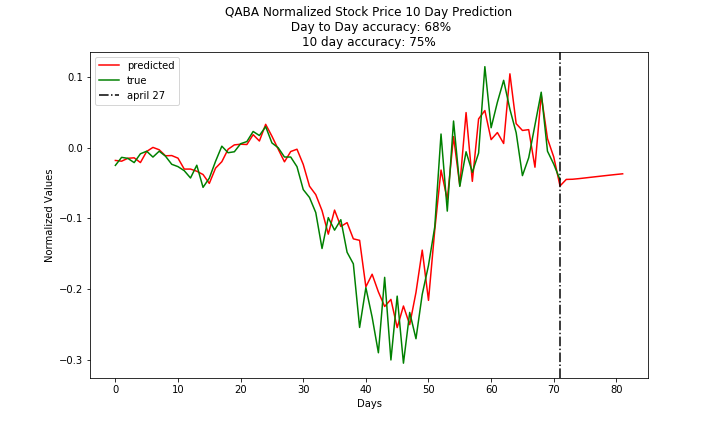 QABA Normalized Stock Price 10 Day Prediction
Day to Day accuracy: 68%
10 day accuracy: 75%
predicted
true
april 27
0.1
0.0
−0.1
−0.2
−0.3
Normalized Values
0 10 20 30 40 50 60 70 80
Days